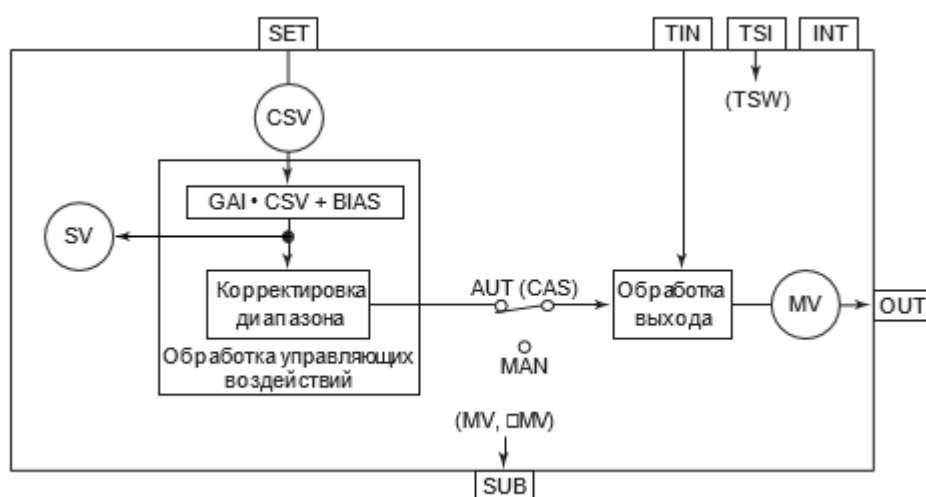 SET
TIN
TSI
INT
(TSW)
CSV
GAI • CSV + BIAS
SV
Корректировка
диапазона
Обработка управляющих
воздействий
AUT (CAS)
MAN
Обработка
выхода
MV
OUT
(MV, □MV)
SUB